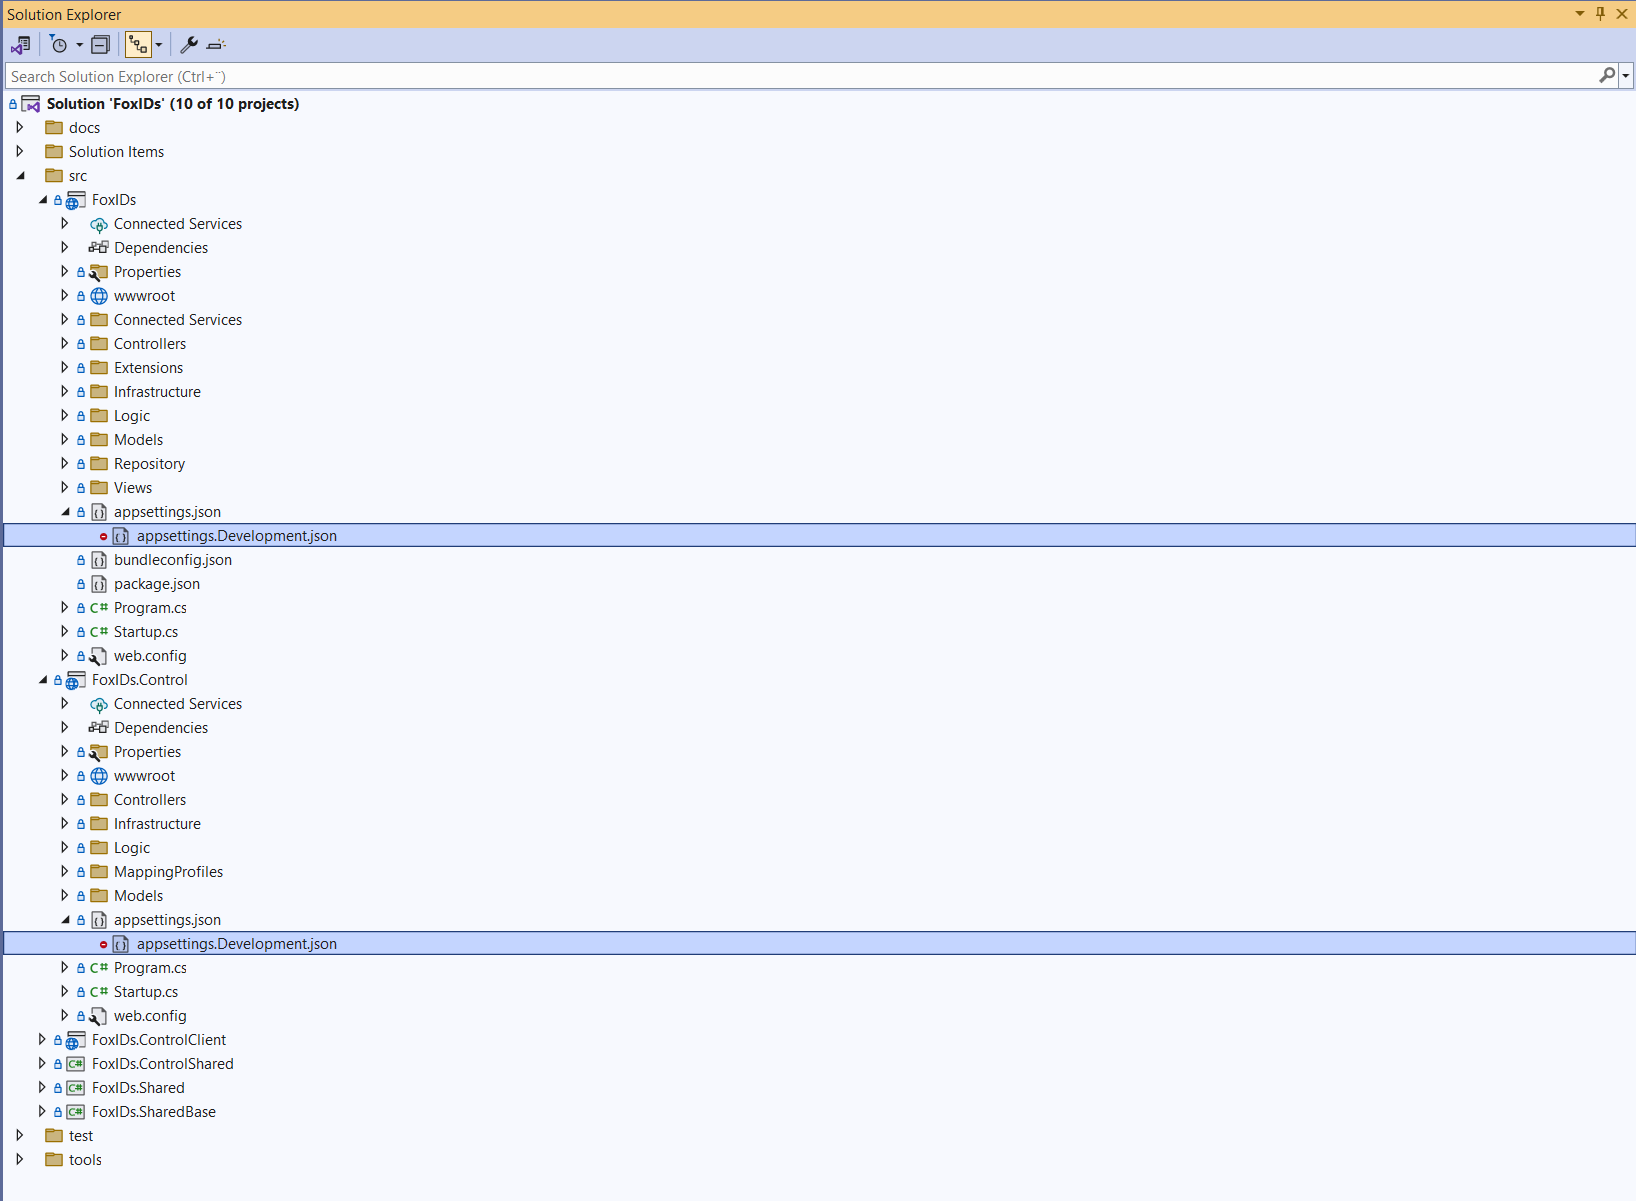 Solution Explorer
Search Solution Explorer (Ctrl+¨)
Solution 'FoxIDs' (10 of 10 projects)
docs
Solution Items
src
FoxIDs
Connected Services
Dependencies
Properties
wwwroot
Connected Services
Controllers
Extensions
Infrastructure
Logic
Models
Repository
Views
appsettings.json
appsettings.Development.json
bundleconfig.json
package.json
C# Program.cs
C# Startup.cs
web.config
FoxIDs.Control
Connected Services
Dependencies
Properties
wwwroot
Controllers
Infrastructure
Logic
MappingProfiles
Models
appsettings.json
appsettings.Development.json
C# Program.cs
C# Startup.cs
web.config
FoxIDs.ControlClient
C# FoxIDs.ControlShared
C# FoxIDs.Shared
C# FoxIDs.SharedBase
test
tools